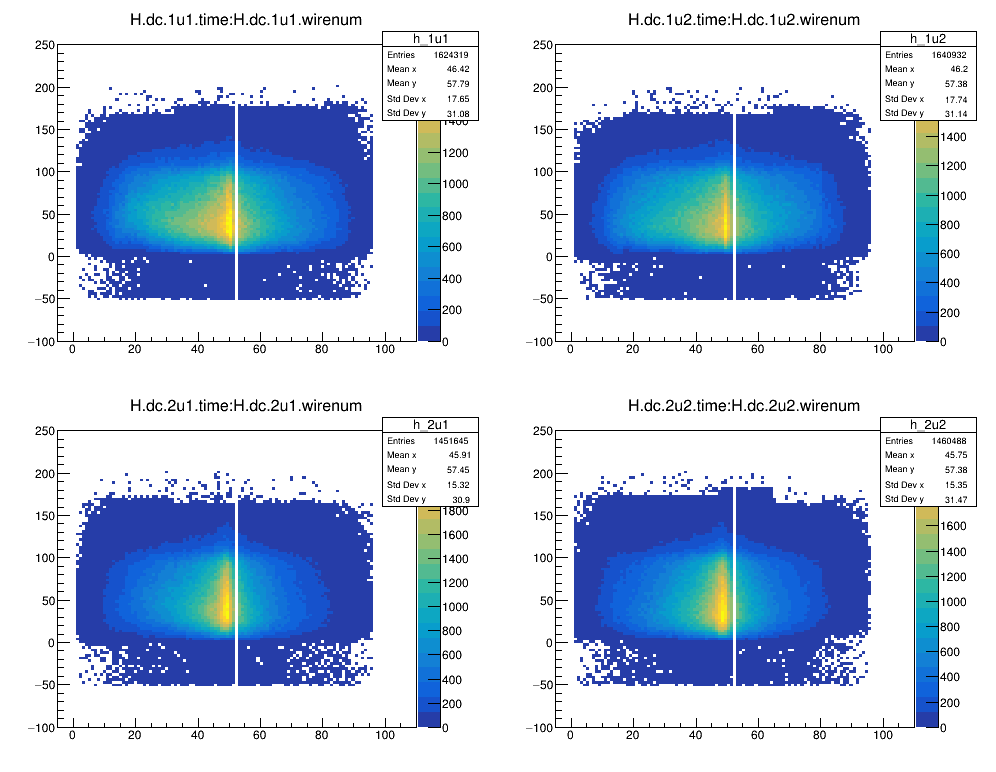 H.dc.1u1.time:H.dc.1u1.wirenum
h_1u1
Entries 1624319
Mean x 46.42
Mean y 57.79
Std Dev x 17.65
Std Dev y 31.08
250
200
150
100
50
0
−50
−100
0 20 40 60 80 100
1400
1200
1000
800
600
400
200
0
H.dc.1u2.time:H.dc.1u2.wirenum
h_1u2
Entries 1640932
Mean x 46.2
Mean y 57.38
Std Dev x 17.74
Std Dev y 31.14
250
200
150
100
50
0
−50
−100
0 20 40 60 80 100
1400
1200
1000
800
600
400
200
0
H.dc.2u1.time:H.dc.2u1.wirenum
h_2u1
Entries 1451645
Mean x 45.91
Mean y 57.45
Std Dev x 15.32
Std Dev y 30.9
250
200
150
100
50
0
−50
−100
0 20 40 60 80 100
1800
1600
1400
1200
1000
800
600
400
200
0
H.dc.2u2.time:H.dc.2u2.wirenum
h_2u2
Entries 1460488
Mean x 45.75
Mean y 57.38
Std Dev x 15.35
Std Dev y 31.47
250
200
150
100
50
0
−50
−100
0 20 40 60 80 100
1600
1400
1200
1000
800
600
400
200
0